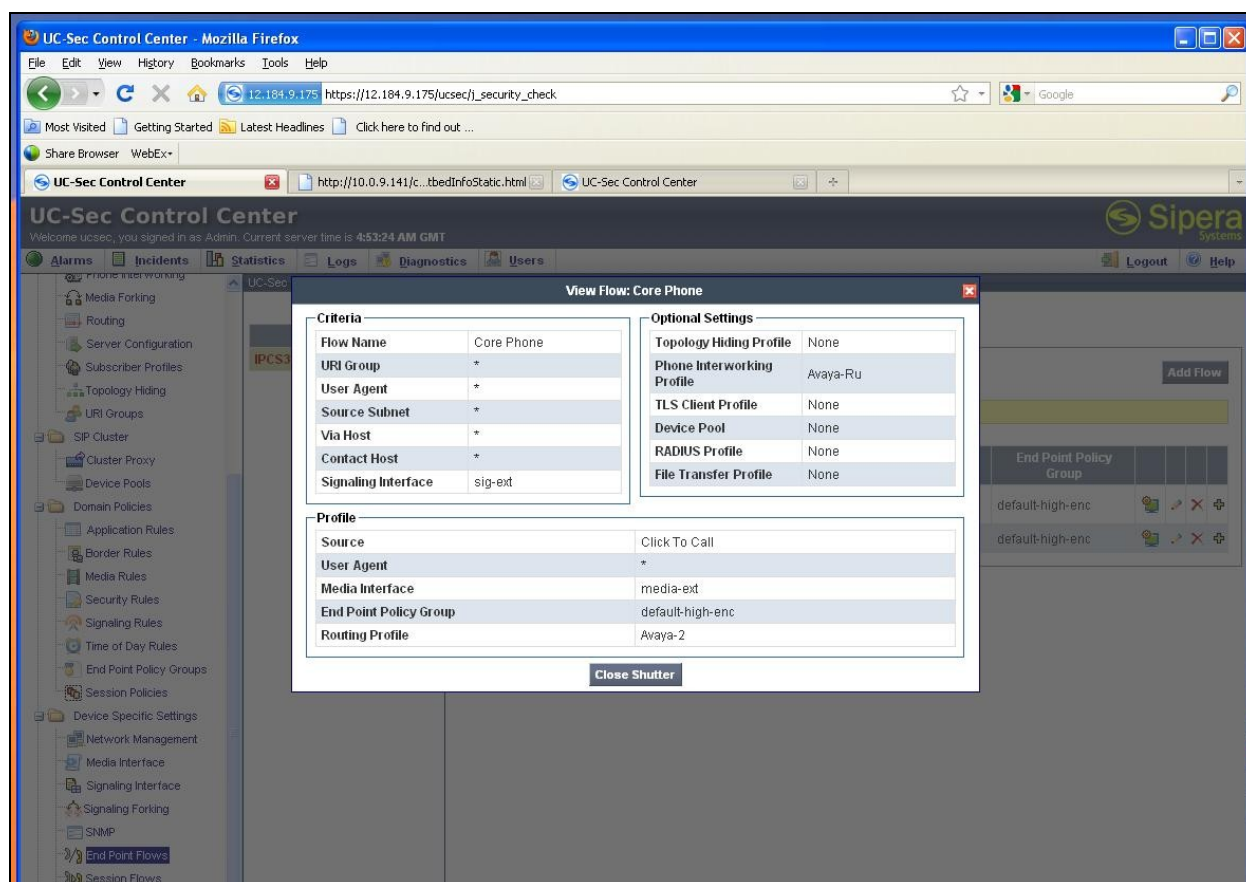 UC-Sec Control Center - Mozilla Firefox
File Edit View History Bookmarks Tools Help
12.184.9.175 https://12.184.9.175/ucsec/j_security_check
Google
Most Visited Getting Started Latest Headlines Click here to find out ...
Share Browser WebEx
UC-Sec Control Center http://10.0.9.141/c...tbedInfoStatic.html UC-Sec Control Center
UC-Sec Control Center
Sipera
Systems
Welcome ucsec, you signed in as Admin. Current server time is 4:53:24 AM GMT
Alarms Incidents Statistics Logs Diagnostics Users Logout Help
Phone Interworking
Media Forking
Routing
Server Configuration
Subscriber Profiles
Topology Hiding
URI Groups
SIP Cluster
Cluster Proxy
Device Pools
Domain Policies
Application Rules
Border Rules
Media Rules
Security Rules
Signaling Rules
Time of Day Rules
End Point Policy Groups
Session Policies
Device Specific Settings
Network Management
Media Interface
Signaling Interface
Signaling Forking
SNMP
End Point Flows
Session Flows
UC-Sec
IPCS3
View Flow: Core Phone
Criteria
Flow Name Core Phone
URI Group *
User Agent *
Source Subnet *
Via Host *
Contact Host *
Signaling Interface sig-ext
Optional Settings
Topology Hiding Profile None
Phone Interworking
Profile Avaya-Ru
TLS Client Profile None
Device Pool None
RADIUS Profile None
File Transfer Profile None
Profile
Source Click To Call
User Agent *
Media Interface media-ext
End Point Policy Group default-high-enc
Routing Profile Avaya-2
Close Shutter
Add Flow
End Point Policy
Group
default-high-enc
default-high-enc